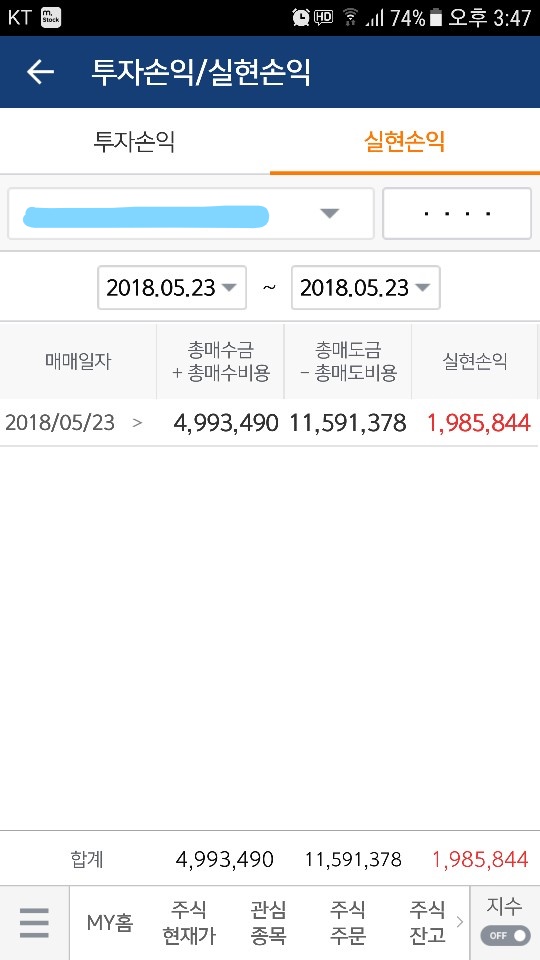 KT m.Stock HD 74% 오후 3:47
투자손익/실현손익
투자손익 실현손익
. . . .
2018.05.23 ~ 2018.05.23
매매일자 총매수금 + 총매수비용 총매도금 - 총매도비용 실현손익
2018/05/23 > 4,993,490 11,591,378 1,985,844
합계 4,993,490 11,591,378 1,985,844
MY홈 주식 현재가 관심 종목 주식 주문 주식 잔고 > 지수 OFF